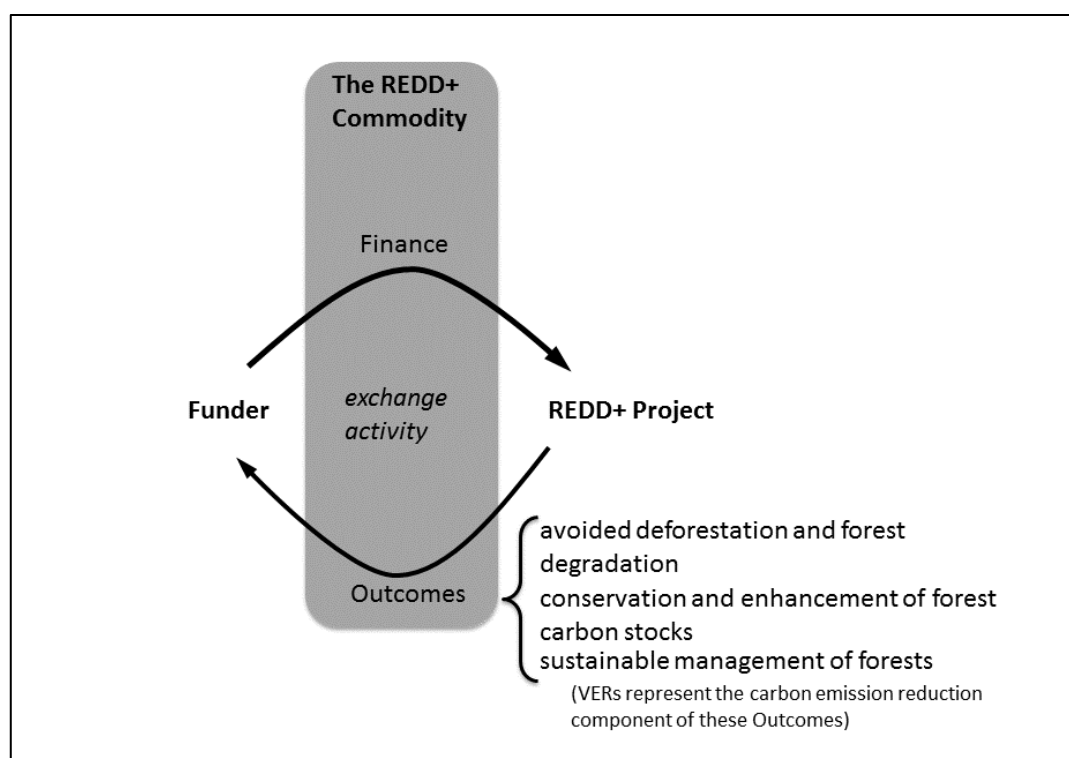 The REDD+
Commodity
Finance
Funder
exchange
activity
REDD+ Project
Outcomes
avoided deforestation and forest
degradation
conservation and enhancement of forest
carbon stocks
sustainable management of forests
(VERs represent the carbon emission reduction
component of these Outcomes)